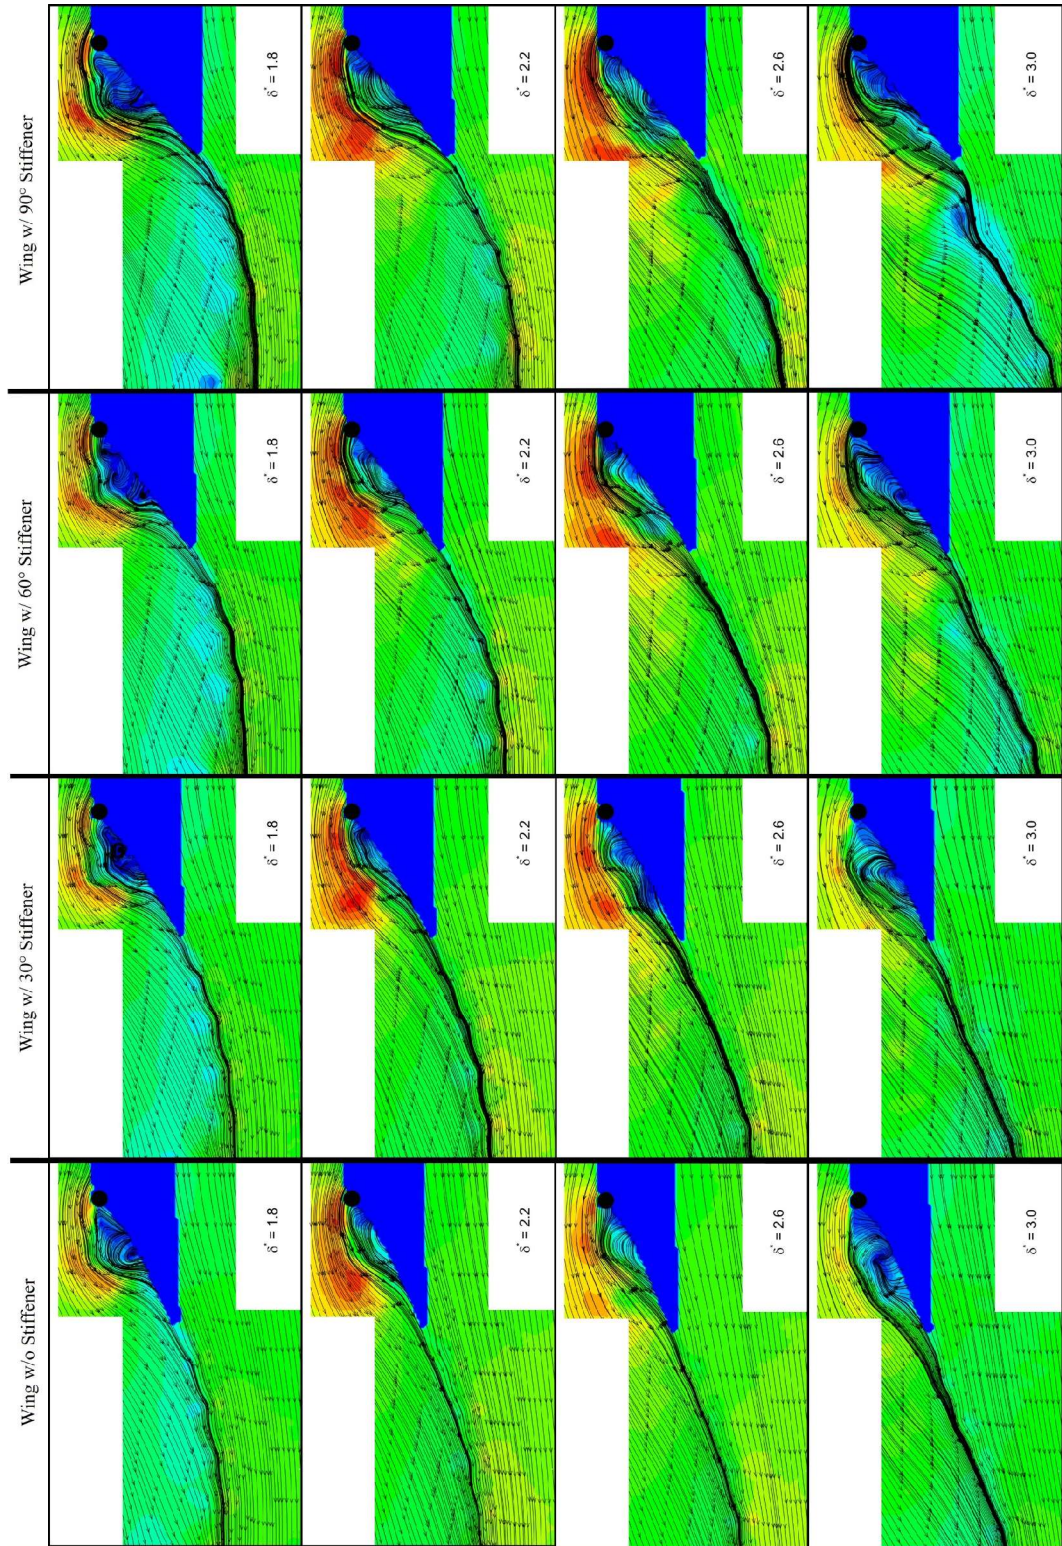 Wing w/o Stiffener
Wing w/ 30° Stiffener
Wing w/ 60° Stiffener
Wing w/ 90° Stiffener
δ* = 1.8
δ* = 1.8
δ* = 1.8
δ* = 1.8
δ* = 2.2
δ* = 2.2
δ* = 2.2
δ* = 2.2
δ* = 2.6
δ* = 2.6
δ* = 2.6
δ* = 2.6
δ* = 3.0
δ* = 3.0
δ* = 3.0
δ* = 3.0